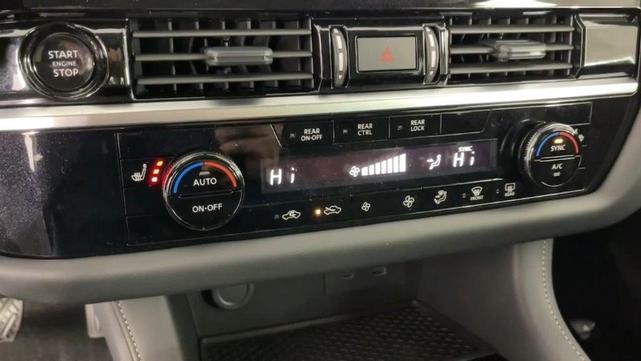 START
ENGINE
STOP
REAR
ON-OFF
REAR
CTRL
REAR
LOCK
Hi
SYNC
Hi
AUTO
ON-OFF
SYNC
A/C
FRONT
REAR